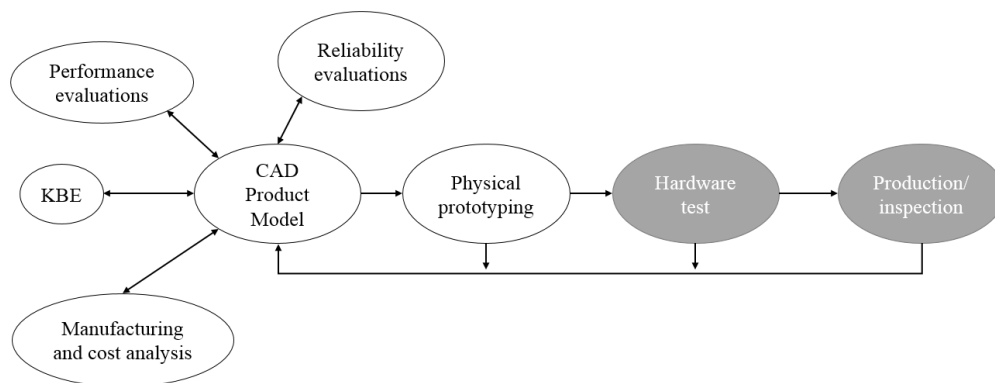 Reliability
evaluations
Performance
evaluations
KBE
CAD
Product
Model
Physical
prototyping
Hardware
test
Production/
inspection
Manufacturing
and cost analysis